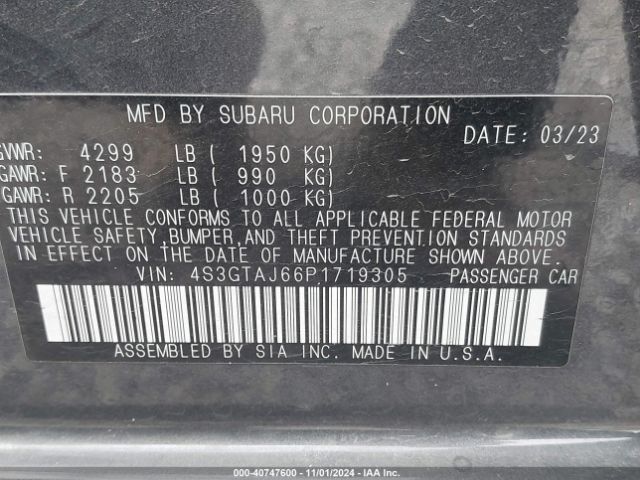 MFD BY SUBARU CORPORATION
DATE: 03/23
GVWR: 4299 LB ( 1950 KG)
GAWR: F 2183 LB ( 990 KG)
GAWR: R 2205 LB ( 1000 KG)
THIS VEHICLE CONFORMS TO ALL APPLICABLE FEDERAL MOTOR
VEHICLE SAFETY, BUMPER, AND THEFT PREVENTION STANDARDS
IN EFFECT ON THE DATE OF MANUFACTURE SHOWN ABOVE.
VIN: 4S3GTAJ66P1719305 PASSENGER CAR
ASSEMBLED BY SIA INC. MADE IN U.S.A.
000-40747600 - 11/01/2024 - IAA Inc.